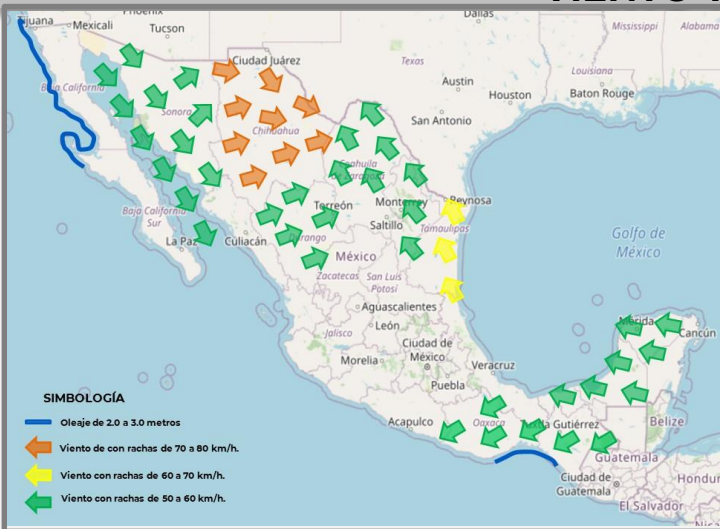 Tijuana
Mexicali
Tucson
Dallas
Mississippi
Alabama
Ciudad Juárez
Texas
Louisiana
Austin
Baton Rouge
Houston
Baja California
Sonora
San Antonio
Chihuahua
Coahuila
de Zaragoza
Reynosa
Torreón
Monterrey
Baja California
Sur
Saltillo
Tamaulipas
Golfo de
México
La Paz
Culiacán
Durango
México
Zacatecas
San Luis
Potosí
Aguascalientes
Mérida
Cancún
León
Jalisco
Ciudad de
México
Morelia
Veracruz
Puebla
SIMBOLOGÍA
Oleaje de 2.0 a 3.0 metros
Acapulco
Oaxaca
Tuxtla Gutiérrez
Belize
Viento de con rachas de 70 a 80 km/h.
Guatemala
Viento con rachas de 60 a 70 km/h.
Ciudad de
Guatemala
Viento con rachas de 50 a 60 km/h.
El Salvador